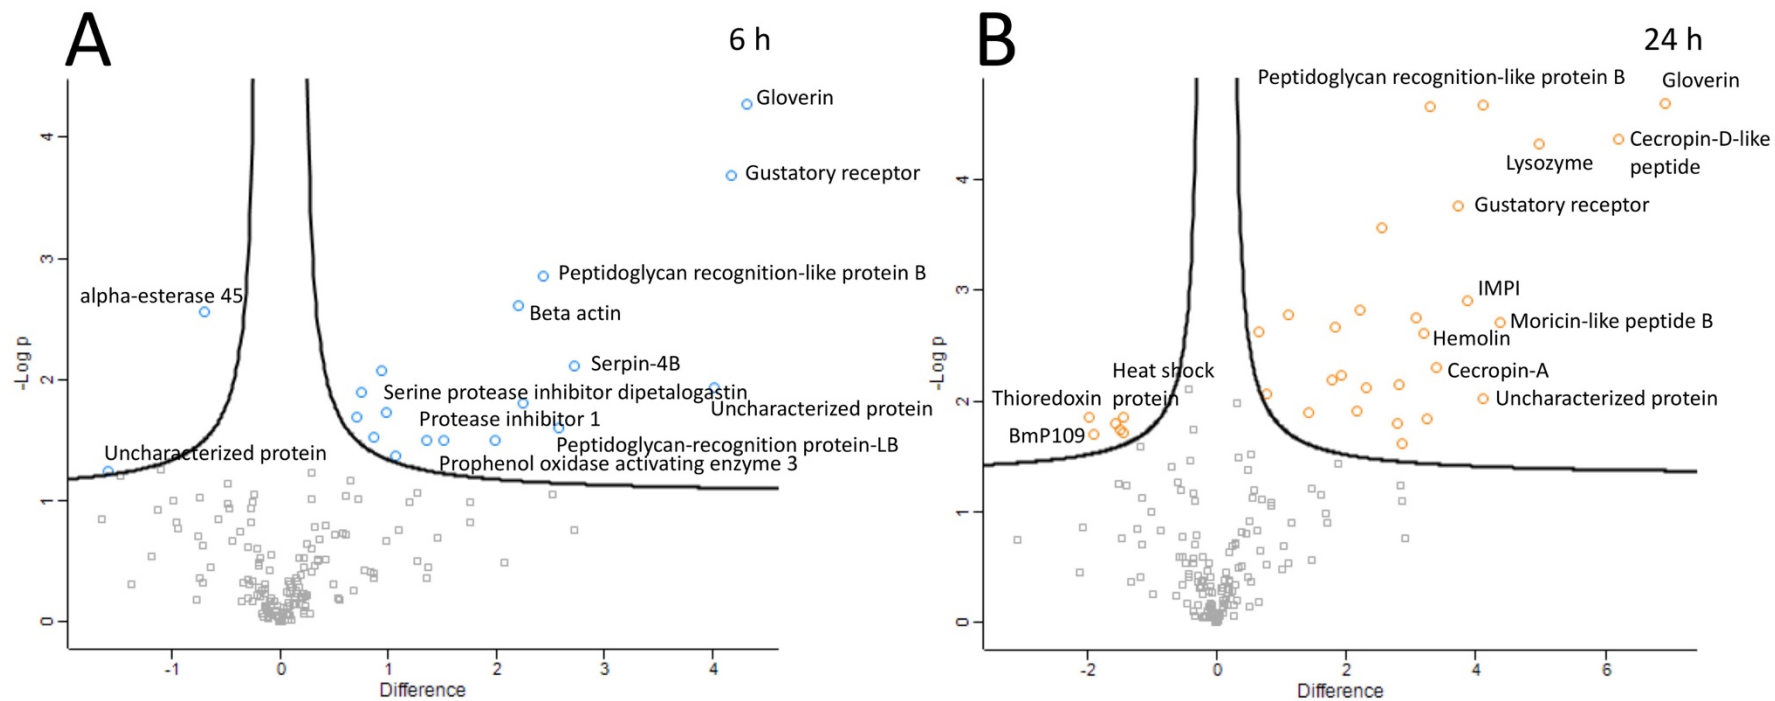 A
6 h
Gloverin
4
Gustatory receptor
3
Peptidoglycan recognition-like protein B
alpha-esterase 45
Beta actin
-Log p
2
Serpin-4B
Serine protease inhibitor dipetalogastin
Uncharacterized protein
Protease inhibitor 1
Peptidoglycan-recognition protein-LB
Uncharacterized protein
Prophenol oxidase activating enzyme 3
1
0
-1
0
1
2
3
4
Difference
B
24 h
Peptidoglycan recognition-like protein B
Gloverin
Cecropin-D-like
peptide
Lysozyme
4
Gustatory receptor
3
IMPI
Moricin-like peptide B
Hemolin
-Log p
Heat shock
protein
Cecropin-A
Thioredoxin
2
Uncharacterized protein
BmP109
1
0
-2
0
2
4
6
Difference